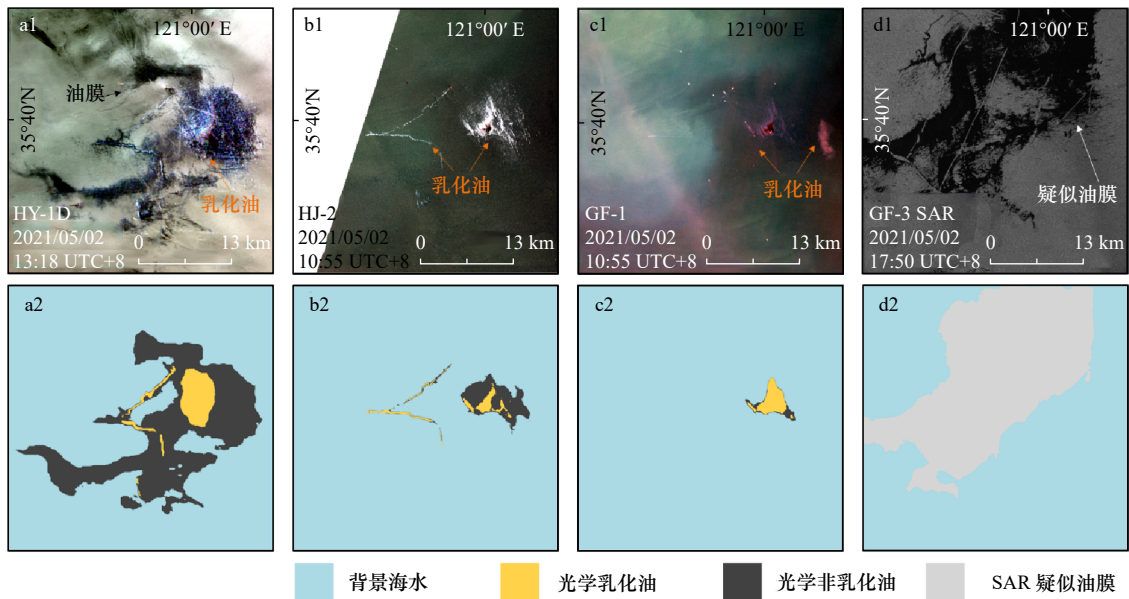 a1
121°00′ E
油膜
35°40′N
乳化油
HY-1D
2021/05/02
0 13 km
13:18 UTC+8
b1
121°00′ E
35°40′N
乳化油
HJ-2
2021/05/02
0 13 km
10:55 UTC+8
c1
121°00′ E
35°40′N
乳化油
GF-1
2021/05/02
0 13 km
10:55 UTC+8
d1
121°00′ E
35°40′N
疑似油膜
GF-3 SAR
2021/05/02
0 13 km
17:50 UTC+8
a2
b2
c2
d2
背景海水
光学乳化油
光学非乳化油
SAR 疑似油膜